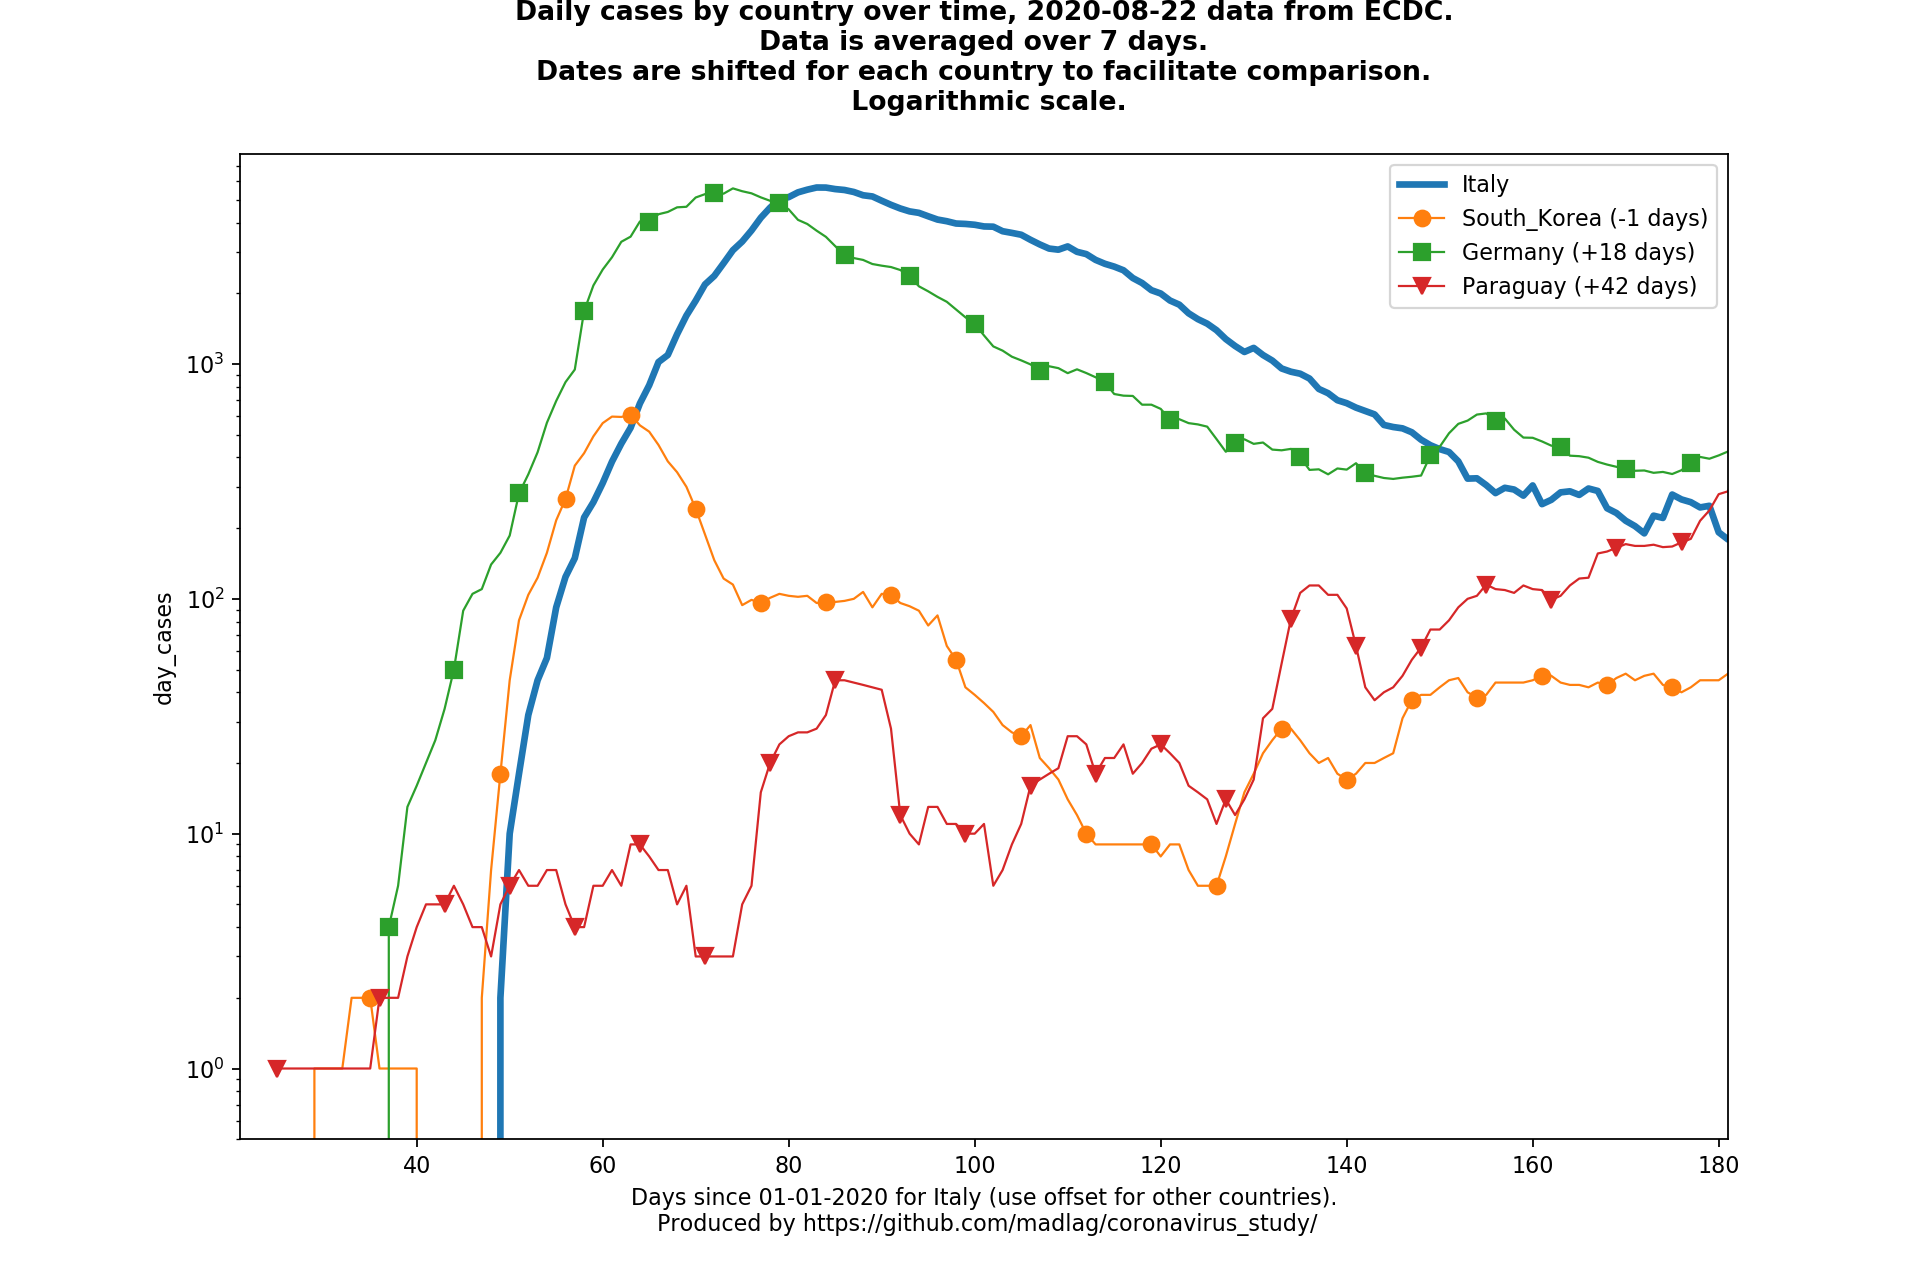 Daily cases by country over time, 2020-08-22 data from ECDC.
Data is averaged over 7 days.
Dates are shifted for each country to facilitate comparison.
Logarithmic scale.
Italy
South_Korea (-1 days)
Germany (+18 days)
Paraguay (+42 days)
day_cases
10³
10²
10¹
10⁰
40 60 80 100 120 140 160 180
Days since 01-01-2020 for Italy (use offset for other countries).
Produced by https://github.com/madlag/coronavirus_study/